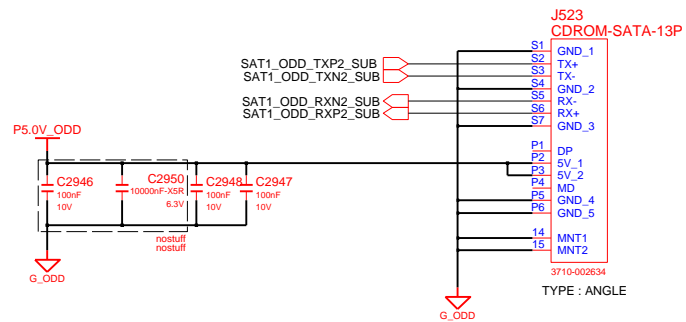 J523
CDROM-SATA-13P
S1 GND_1
SAT1_ODD_TXP2_SUB S2 TX+
SAT1_ODD_TXN2_SUB S3 TX-
S4 GND_2
SAT1_ODD_RXN2_SUB S5 RX-
SAT1_ODD_RXP2_SUB S6 RX+
S7 GND_3
P5.0V_ODD
P1 DP
P2 5V_1
P3 5V_2
P4 MD
P5 GND_4
P6 GND_5
14 MNT1
15 MNT2
C2946
100nF
10V
C2950
10000nF-X5R
6.3V
C2948
100nF
10V
C2947
100nF
10V
nostuff
nostuff
G_ODD
3710-002634
TYPE : ANGLE
G_ODD